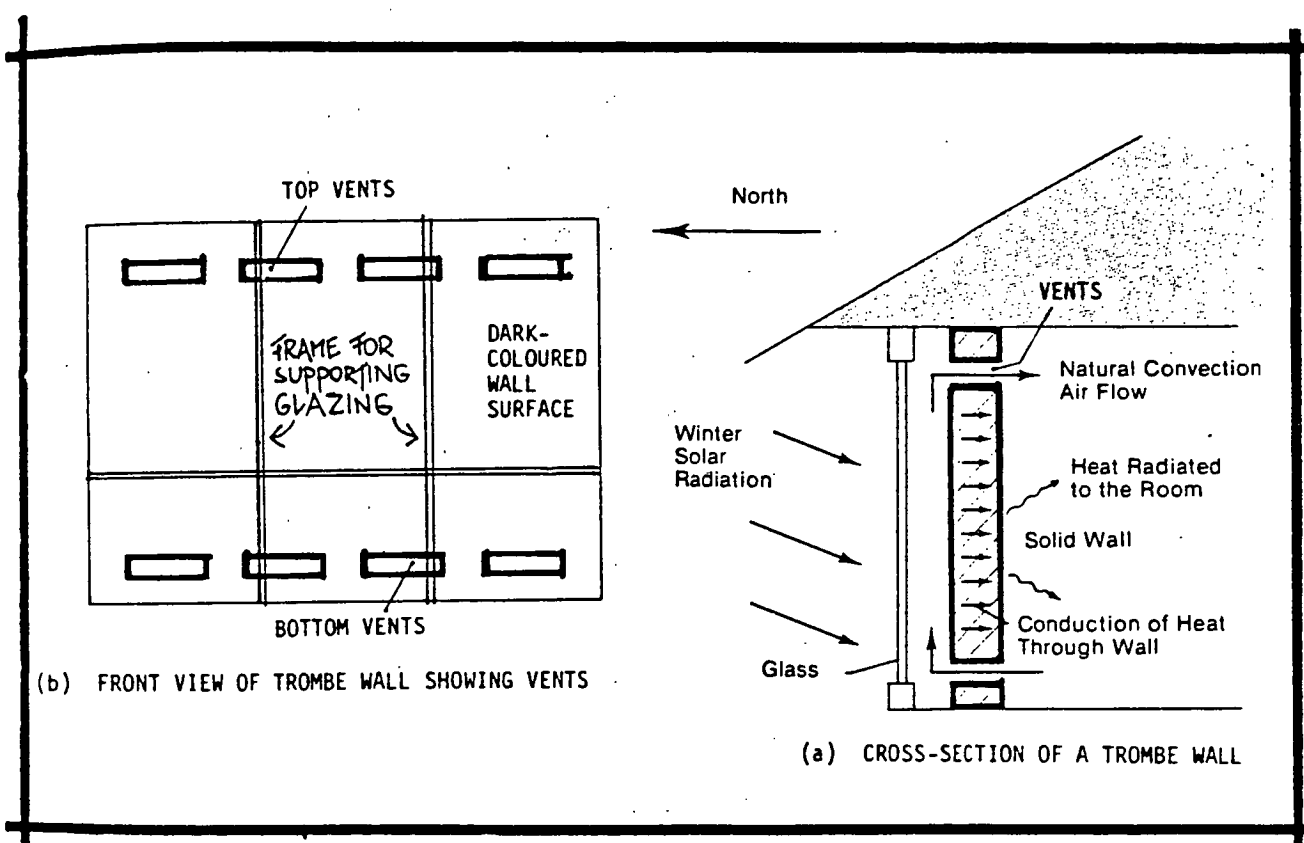 TOP VENTS
FRAME FOR
SUPPORTING
GLAZING
DARK-
COLOURED
WALL
SURFACE
BOTTOM VENTS
(b) FRONT VIEW OF TROMBE WALL SHOWING VENTS
North
VENTS
Natural Convection
Air Flow
Winter
Solar
Radiation
Heat Radiated
to the Room
Solid Wall
Conduction of Heat
Through Wall
Glass
(a) CROSS-SECTION OF A TROMBE WALL